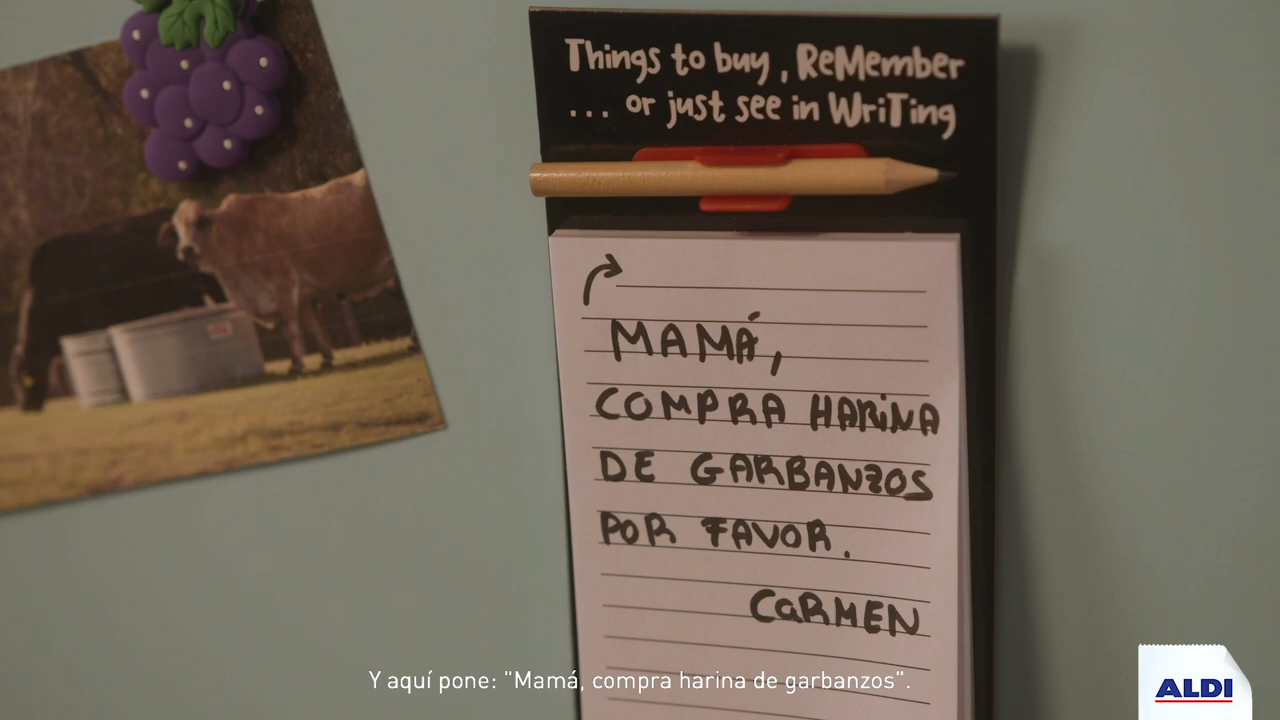 Things to buy, ReMember
... or just see in WriTing
MAMÁ,
COMPRA HARiNA
DE GARBANZOS
POR FAVOR.
CaRMEN
Y aquí pone: "Mamá, compra harina de garbanzos".
ALDI